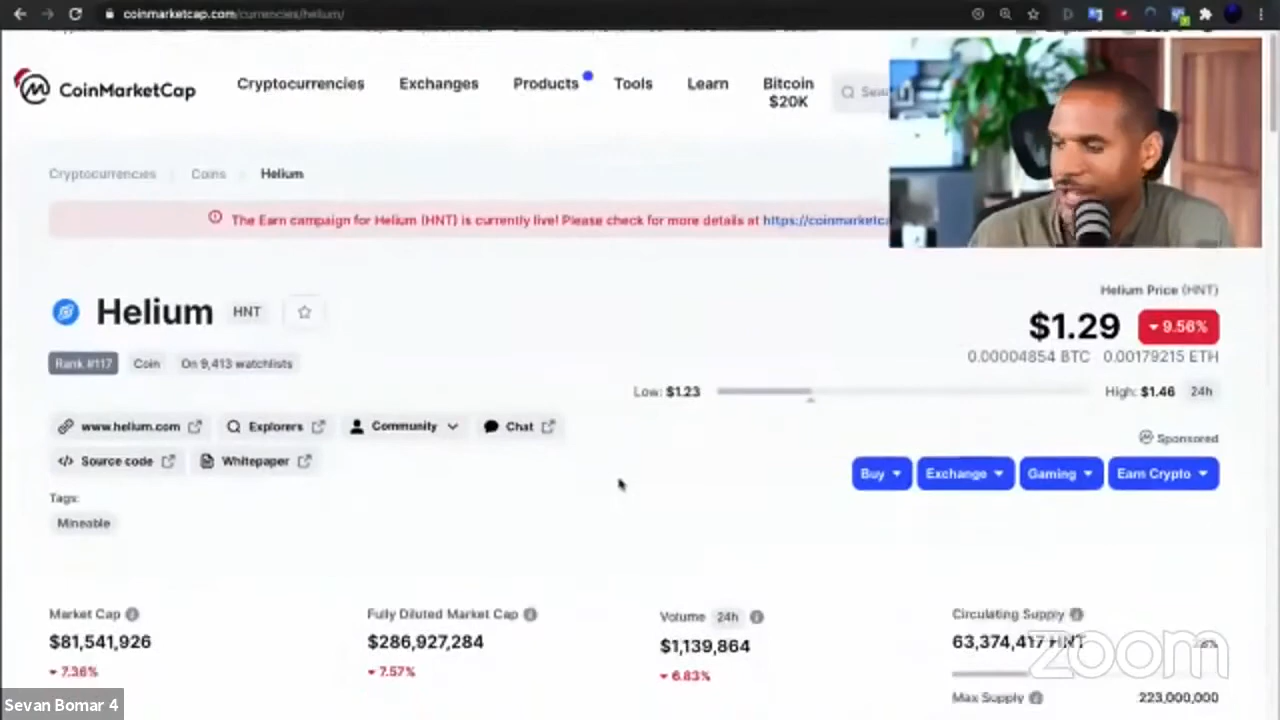 coinmarketcap.com/currencies/helium/
CoinMarketCap
Cryptocurrencies
Exchanges
Products
Tools
Learn
Bitcoin
$20K
Cryptocurrencies
Coins
Helium
The Earn campaign for Helium (HNT) is currently live! Please check for more details at https://coinmarketc
Helium
HNT
Helium Price (HNT)
$1.29
9.56%
0.00004854 BTC 0.00179215 ETH
Rank #117
Coin
On 9,413 watchlists
Low: $1.23
High: $1.46
24h
www.helium.com
Explorers
Community
Chat
Sponsored
Source code
Whitepaper
Buy
Exchange
Gaming
Earn Crypto
Tags:
Mineable
Market Cap
$81,541,926
7.36%
Fully Diluted Market Cap
$286,927,284
7.57%
Volume 24h
$1,139,864
6.83%
Circulating Supply
63,374,417 HNT
Max Supply
223,000,000
zoom
Sevan Bomar 4